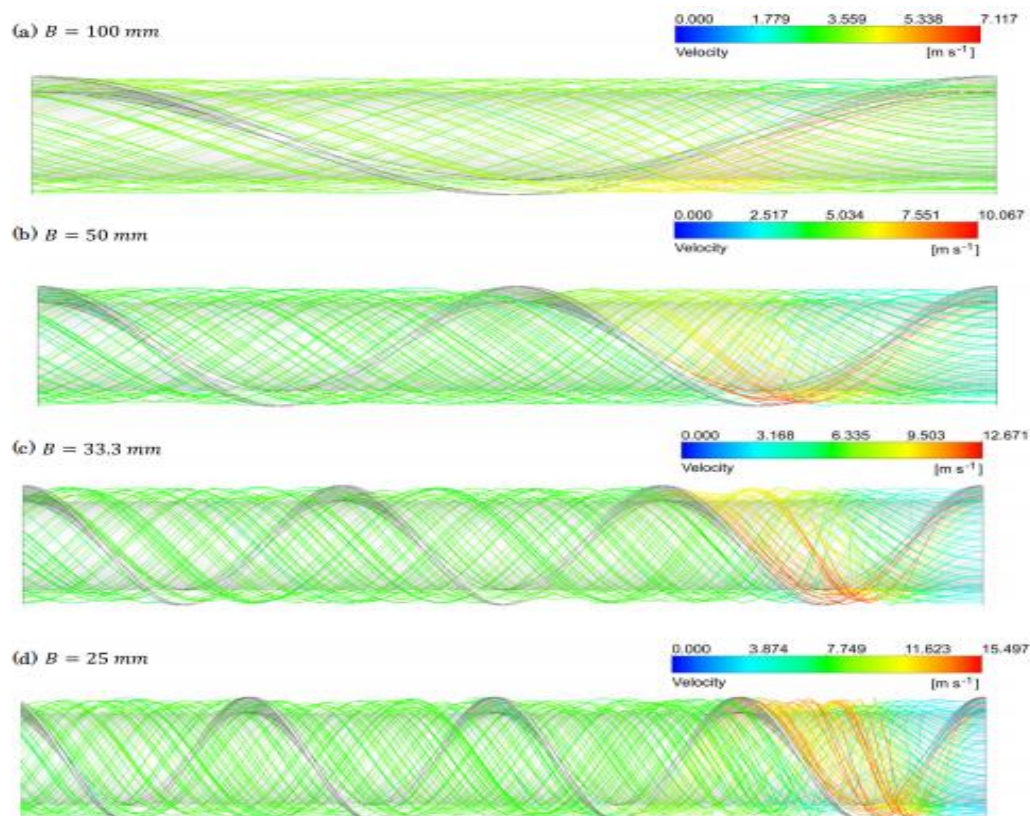 0.000 1.779 3.559 5.338 7.117
(a) B = 100 mm
Velocity [m s⁻¹]
0.000 2.517 5.034 7.551 10.067
(b) B = 50 mm
Velocity [m s⁻¹]
0.000 3.168 6.335 9.503 12.671
(c) B = 33.3 mm
Velocity [m s⁻¹]
0.000 3.874 7.749 11.623 15.497
(d) B = 25 mm
Velocity [m s⁻¹]